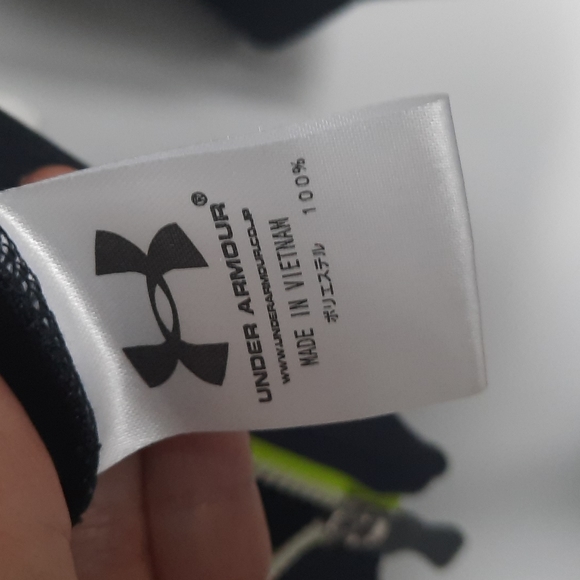 ®
UNDER ARMOUR
WWW.UNDERARMOUR.CO.JP
MADE IN VIETNAM
ポリエステル 100%